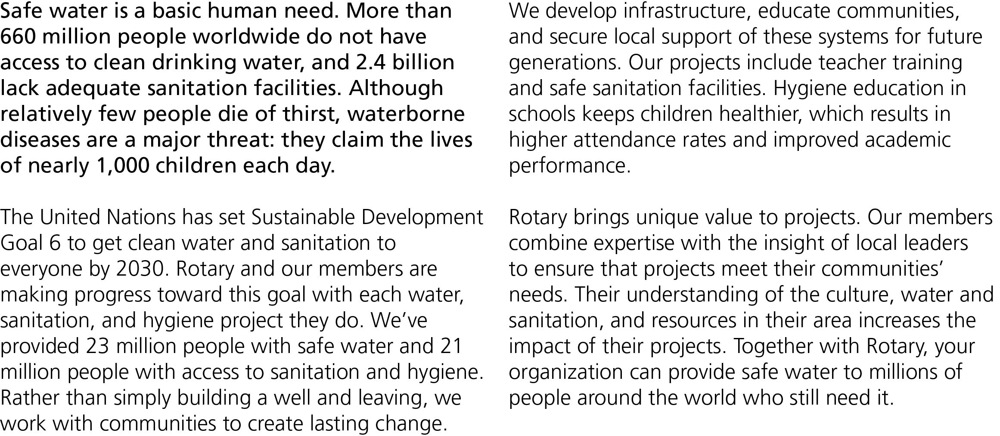 Safe water is a basic human need. More than
660 million people worldwide do not have
access to clean drinking water, and 2.4 billion
lack adequate sanitation facilities. Although
relatively few people die of thirst, waterborne
diseases are a major threat: they claim the lives
of nearly 1,000 children each day.
The United Nations has set Sustainable Development
Goal 6 to get clean water and sanitation to
everyone by 2030. Rotary and our members are
making progress toward this goal with each water,
sanitation, and hygiene project they do. We’ve
provided 23 million people with safe water and 21
million people with access to sanitation and hygiene.
Rather than simply building a well and leaving, we
work with communities to create lasting change.
We develop infrastructure, educate communities,
and secure local support of these systems for future
generations. Our projects include teacher training
and safe sanitation facilities. Hygiene education in
schools keeps children healthier, which results in
higher attendance rates and improved academic
performance.
Rotary brings unique value to projects. Our members
combine expertise with the insight of local leaders
to ensure that projects meet their communities’
needs. Their understanding of the culture, water and
sanitation, and resources in their area increases the
impact of their projects. Together with Rotary, your
organization can provide safe water to millions of
people around the world who still need it.